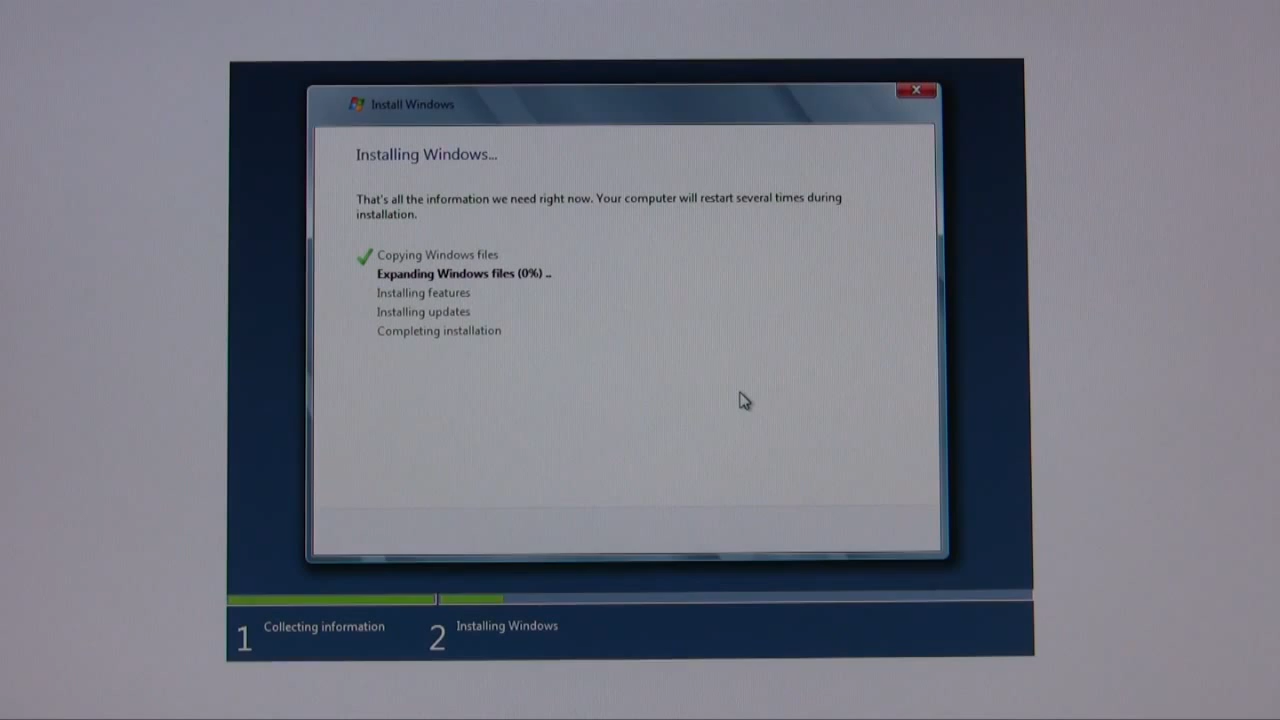 Install Windows
Installing Windows...
That's all the information we need right now. Your computer will restart several times during
installation.
Copying Windows files
Expanding Windows files (0%) ..
Installing features
Installing updates
Completing installation
1 Collecting information
2 Installing Windows